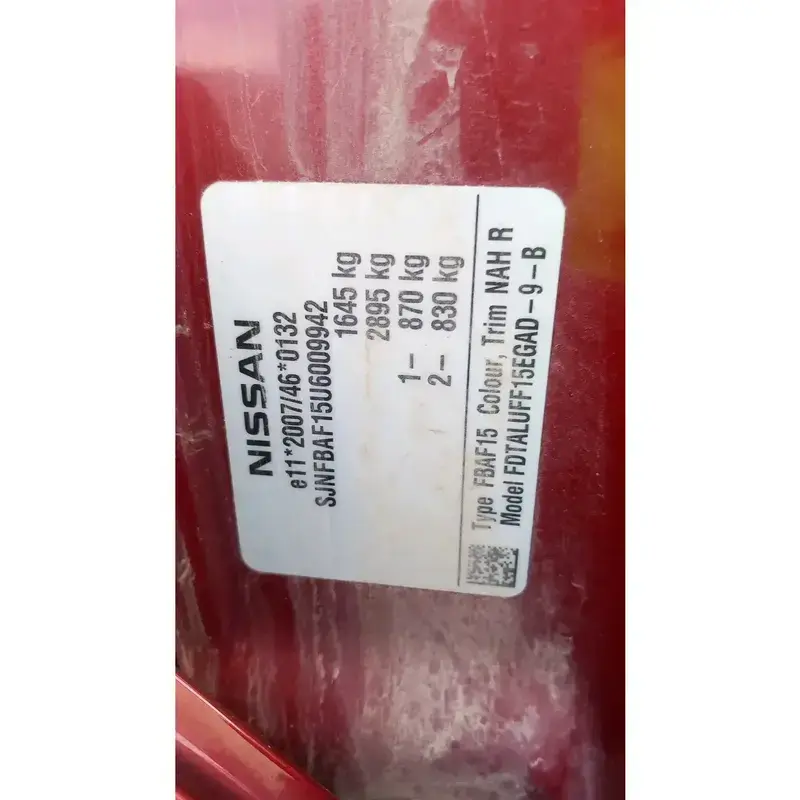 NISSAN
e11*2007/46*0132
SJNFBAF15U6009942
1645 kg
2895 kg
1– 870 kg
2– 830 kg
Type FBAF15 Colour, Trim NAH R
Model FDTALUFF15EGAD–9–B